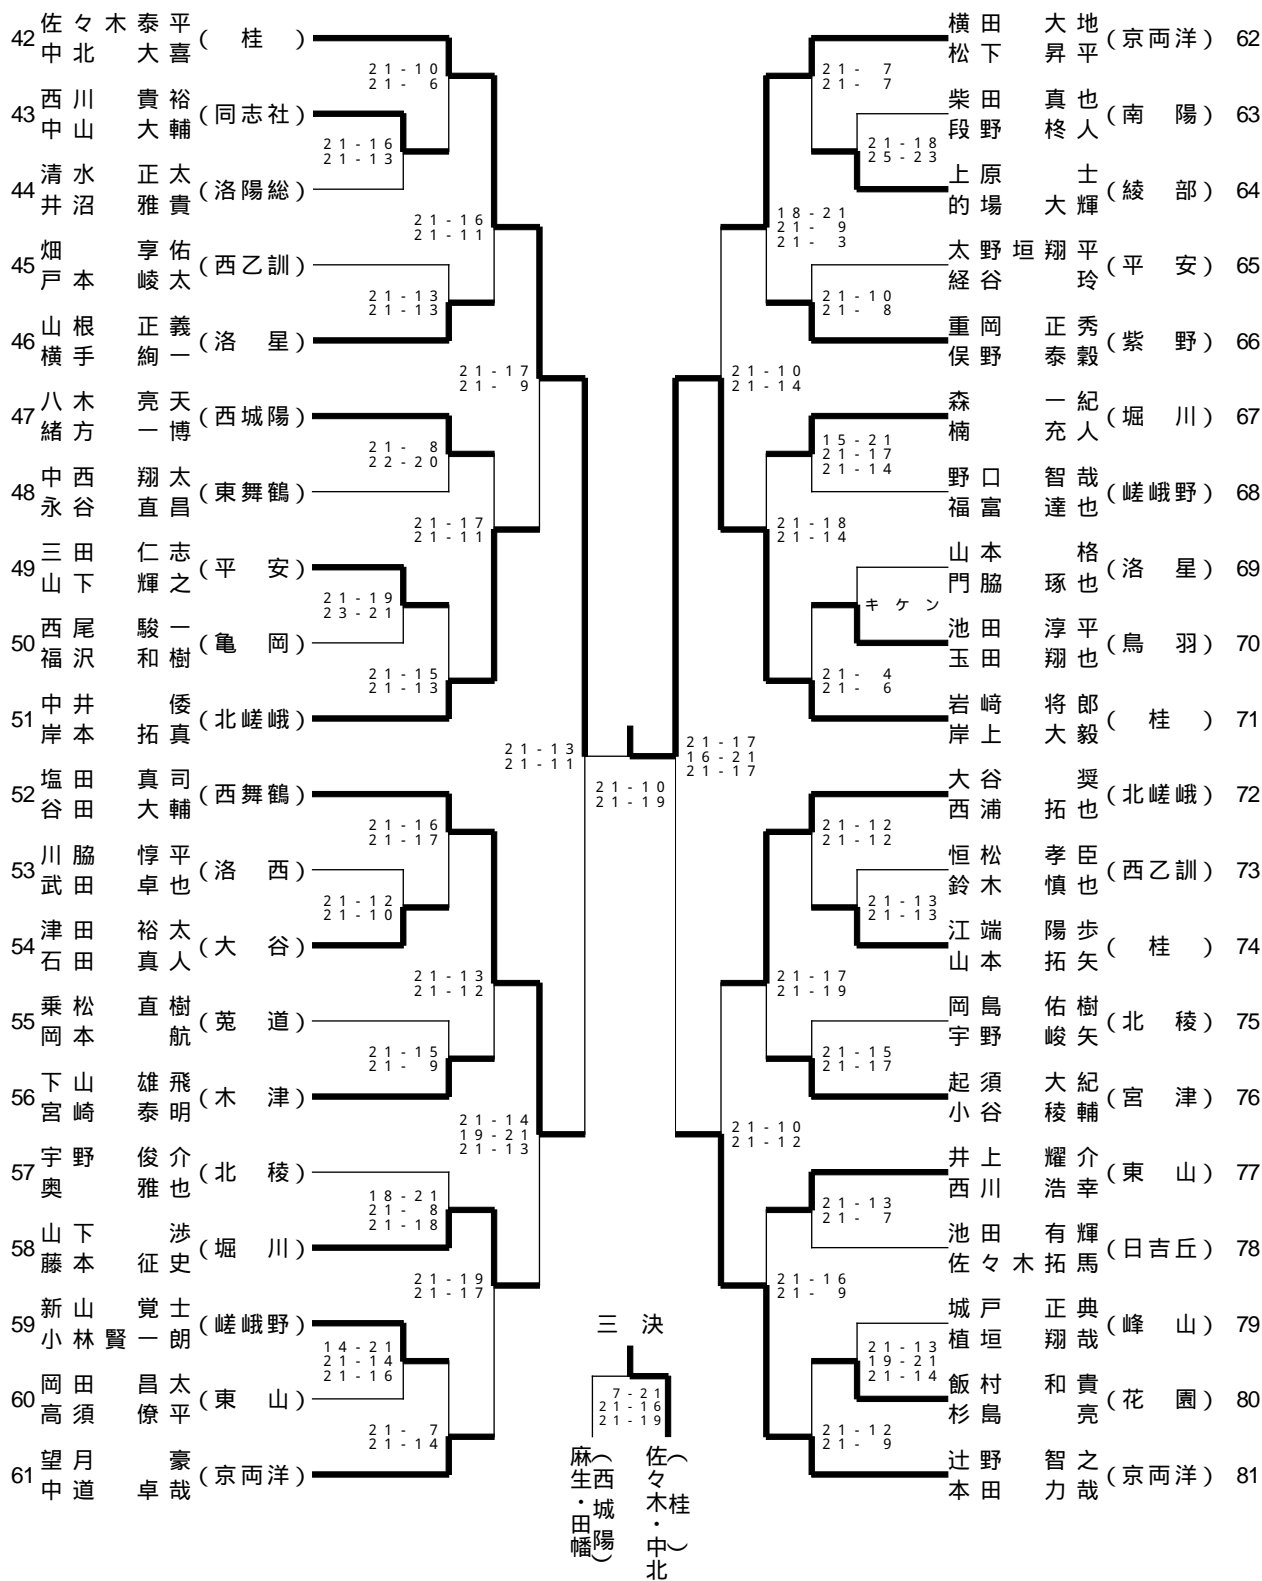 42 佐々木泰平 中北大喜 (桂)
21-10
21-6
43 西川貴裕 中山大輔 (同志社)
21-16
21-13
44 清水正太 井沼雅貴 (洛陽総)
21-16
21-11
45 畑享佑 戸本崚太 (西乙訓)
21-13
21-13
46 山根正義 横手絢一 (洛星)
21-17
21-9
47 八木亮天 緒方一博 (西城陽)
21-8
22-20
48 中西翔太 永谷直昌 (東舞鶴)
21-17
21-11
49 三田仁志 山下輝之 (平安)
21-19
23-21
50 西尾駿一 福沢和樹 (亀岡)
21-15
21-13
51 中井倭 岸本拓真 (北嵯峨)
21-13
21-11
52 塩田真司 谷田大輔 (西舞鶴)
21-16
21-17
53 川脇惇平 武田卓也 (洛西)
21-12
21-10
54 津田裕太 石田真人 (大谷)
21-13
21-12
55 乗松直樹 岡本航 (莵道)
21-15
21-9
56 下山雄飛 宮崎泰明 (木津)
21-14
19-21
21-13
57 宇野俊介 奥雅也 (北稜)
18-21
21-8
21-18
58 山下渉 藤本征史 (堀川)
21-19
21-17
59 新山覚士 小林賢一朗 (嵯峨野)
14-21
21-14
21-16
60 岡田昌太 高須僚平 (東山)
21-7
21-14
61 望月豪 中道卓哉 (京両洋)
21-10
21-19
横田大地 松下昇平 (京両洋) 62
21-7
21-7
柴田真也 段野柊人 (南陽) 63
21-18
25-23
上原士 的場大輝 (綾部) 64
18-21
21-9
21-3
太野垣翔平 経谷玲 (平安) 65
21-10
21-8
重岡正秀 俣野泰穀 (紫野) 66
21-10
21-14
森一紀 楠充人 (堀川) 67
15-21
21-17
21-14
野口智哉 福富達也 (嵯峨野) 68
21-18
21-14
山本格 門脇琢也 (洛星) 69
キケン
池田淳平 玉田翔也 (鳥羽) 70
21-4
21-6
岩崎将郎 岸上大毅 (桂) 71
21-17
16-21
21-17
大谷奨 西浦拓也 (北嵯峨) 72
21-12
21-12
恒松孝臣 鈴木慎也 (西乙訓) 73
21-13
21-13
江端陽歩 山本拓矢 (桂) 74
21-17
21-19
岡島佑樹 宇野峻矢 (北稜) 75
21-15
21-17
起須大紀 小谷稜輔 (宮津) 76
21-10
21-12
井上耀介 西川浩幸 (東山) 77
21-13
21-7
池田有輝 佐々木拓馬 (日吉丘) 78
21-16
21-9
城戸正典 植垣翔哉 (峰山) 79
21-13
19-21
21-14
飯村和貴 杉島亮 (花園) 80
21-12
21-9
辻野智之 本田力哉 (京両洋) 81
三決
7-21
21-16
21-19
麻生・田幡 (西城陽)
佐々木・中北 (桂)